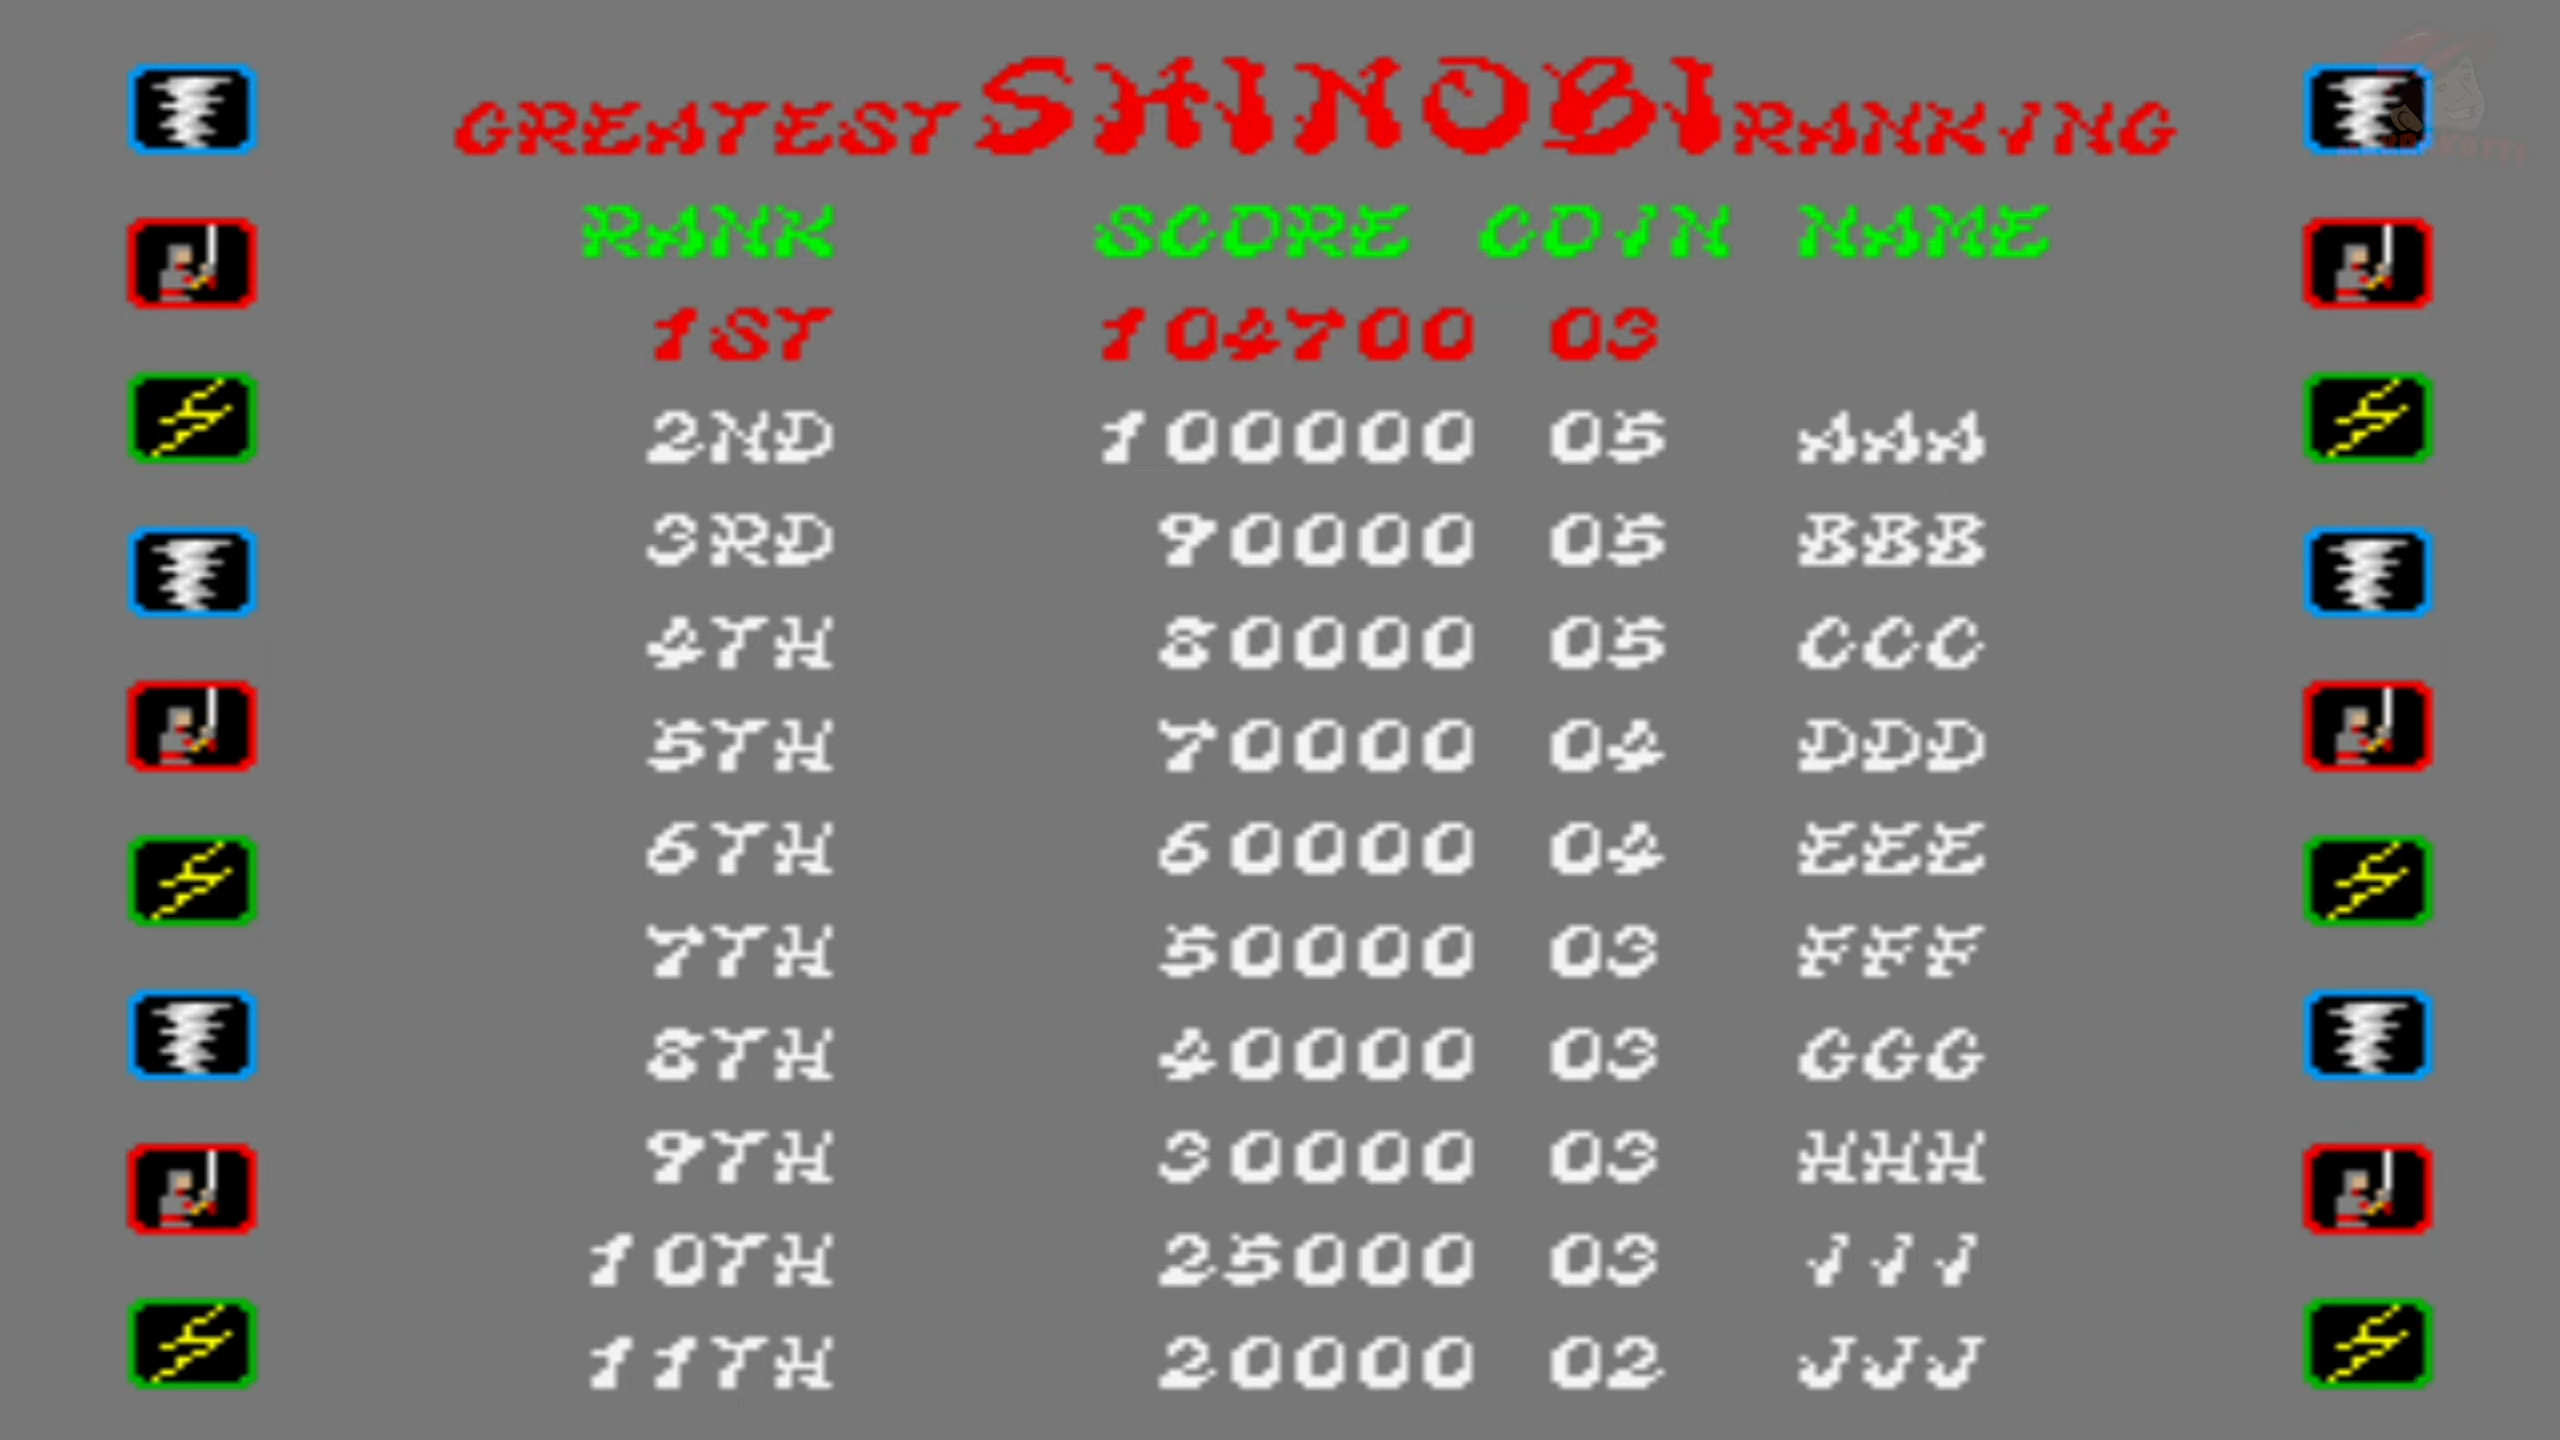 GREATEST SHINOBI RANKING
RANK SCORE COIN NAME
1ST 104700 03
2ND 100000 05 AAA
3RD 90000 05 BBB
4TH 80000 05 CCC
5TH 70000 04 DDD
6TH 60000 04 EEE
7TH 50000 03 FFF
8TH 40000 03 GGG
9TH 30000 03 HHH
10TH 25000 03 III
11TH 20000 02 JJJ